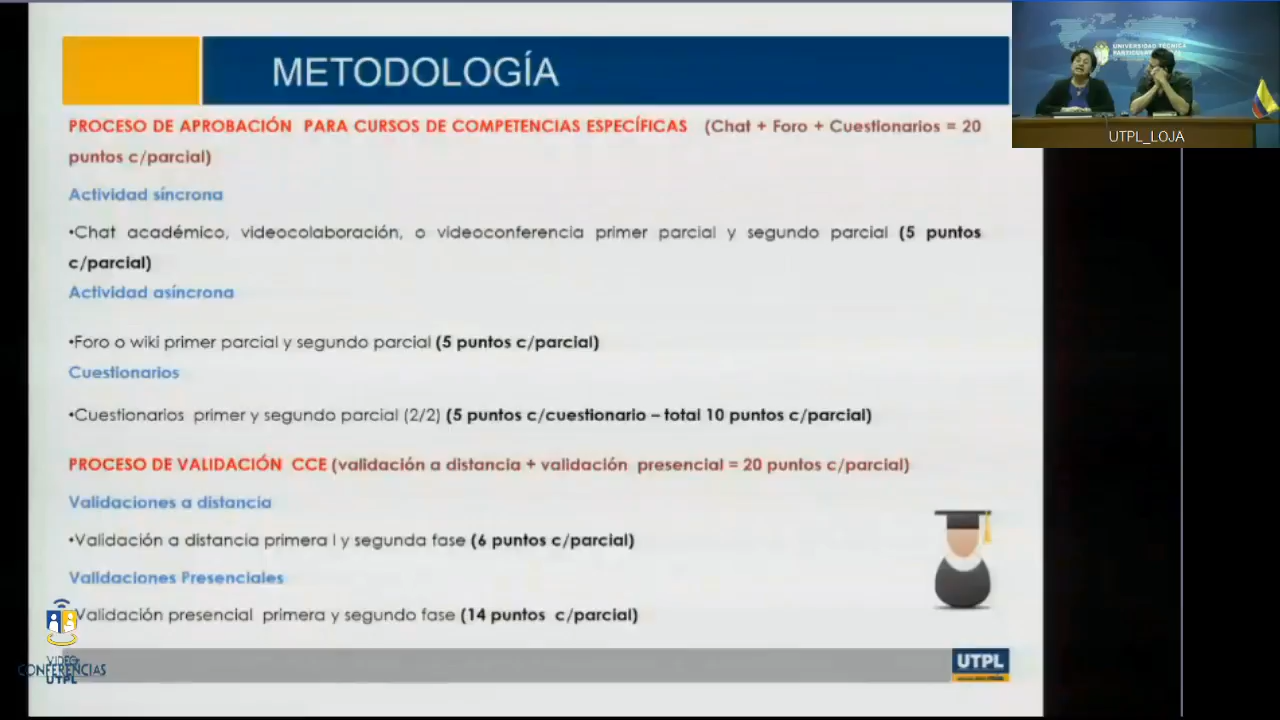 METODOLOGÍA
PROCESO DE APROBACIÓN PARA CURSOS DE COMPETENCIAS ESPECÍFICAS (Chat + Foro + Cuestionarios = 20
puntos c/parcial)
Actividad síncrona
•Chat académico, videocolaboración, o videoconferencia primer parcial y segundo parcial (5 puntos
c/parcial)
Actividad asíncrona
•Foro o wiki primer parcial y segundo parcial (5 puntos c/parcial)
Cuestionarios
•Cuestionarios primer y segundo parcial (2/2) (5 puntos c/cuestionario – total 10 puntos c/parcial)
PROCESO DE VALIDACIÓN CCE (validación a distancia + validación presencial = 20 puntos c/parcial)
Validaciones a distancia
•Validación a distancia primera I y segunda fase (6 puntos c/parcial)
Validaciones Presenciales
Validación presencial primera y segundo fase (14 puntos c/parcial)
VIDEO
CONFERENCIAS
UTPL
UTPL
UNIVERSIDAD TÉCNICA
PARTICULAR
UTPL_LOJA